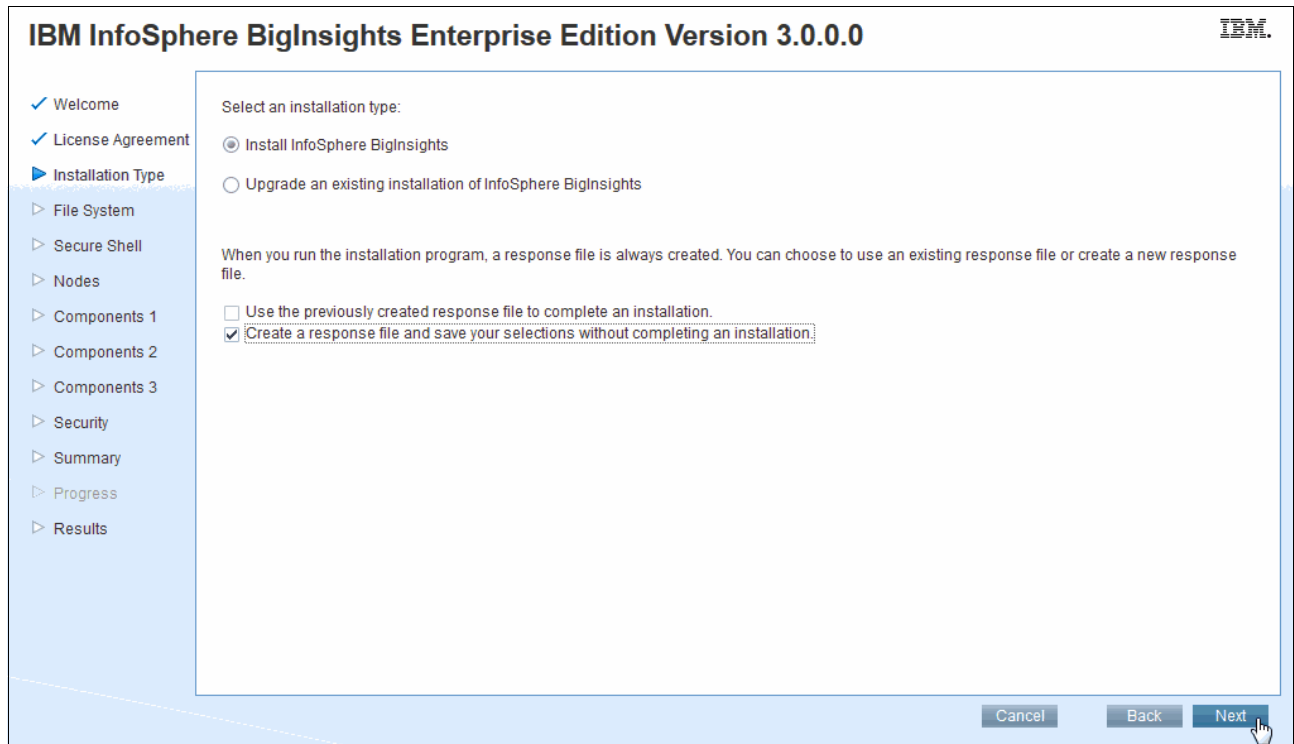 IBM InfoSphere BigInsights Enterprise Edition Version 3.0.0.0
IBM.
Welcome
License Agreement
Installation Type
File System
Secure Shell
Nodes
Components 1
Components 2
Components 3
Security
Summary
Progress
Results
Select an installation type:
Install InfoSphere BigInsights
Upgrade an existing installation of InfoSphere BigInsights
When you run the installation program, a response file is always created. You can choose to use an existing response file or create a new response
file.
Use the previously created response file to complete an installation.
Create a response file and save your selections without completing an installation.
Cancel
Back
Next